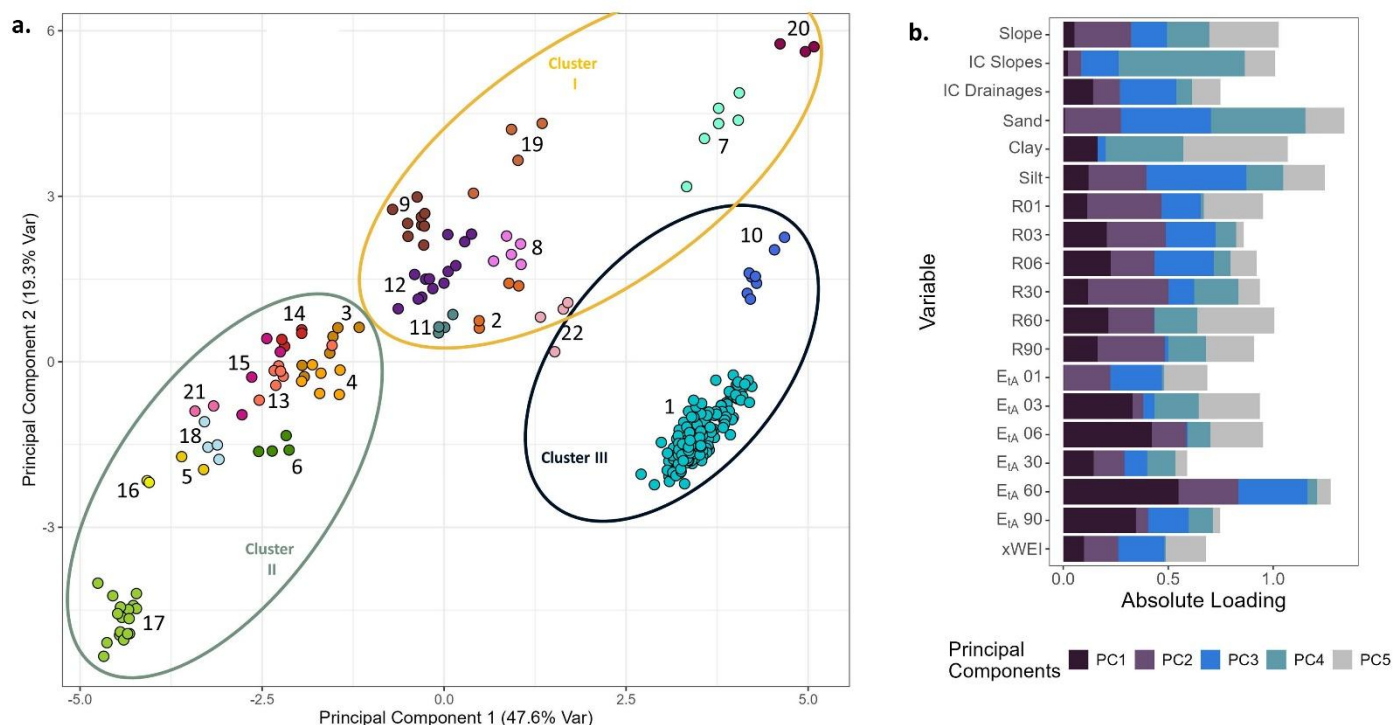 a.
6
3
0
-3
Principal Component 2 (19.3% Var)
-5.0
-2.5
0.0
2.5
5.0
Principal Component 1 (47.6% Var)
Cluster
I
20
7
19
9
8
12
11
2
22
10
1
Cluster III
14
3
15
4
21
13
18
5
6
16
Cluster
II
17
b.
Variable
Slope
IC Slopes
IC Drainages
Sand
Clay
Silt
R01
R03
R06
R30
R60
R90
EtA 01
EtA 03
EtA 06
EtA 30
EtA 60
EtA 90
xWEI
0.0
0.5
1.0
Absolute Loading
Principal
Components
PC1
PC2
PC3
PC4
PC5